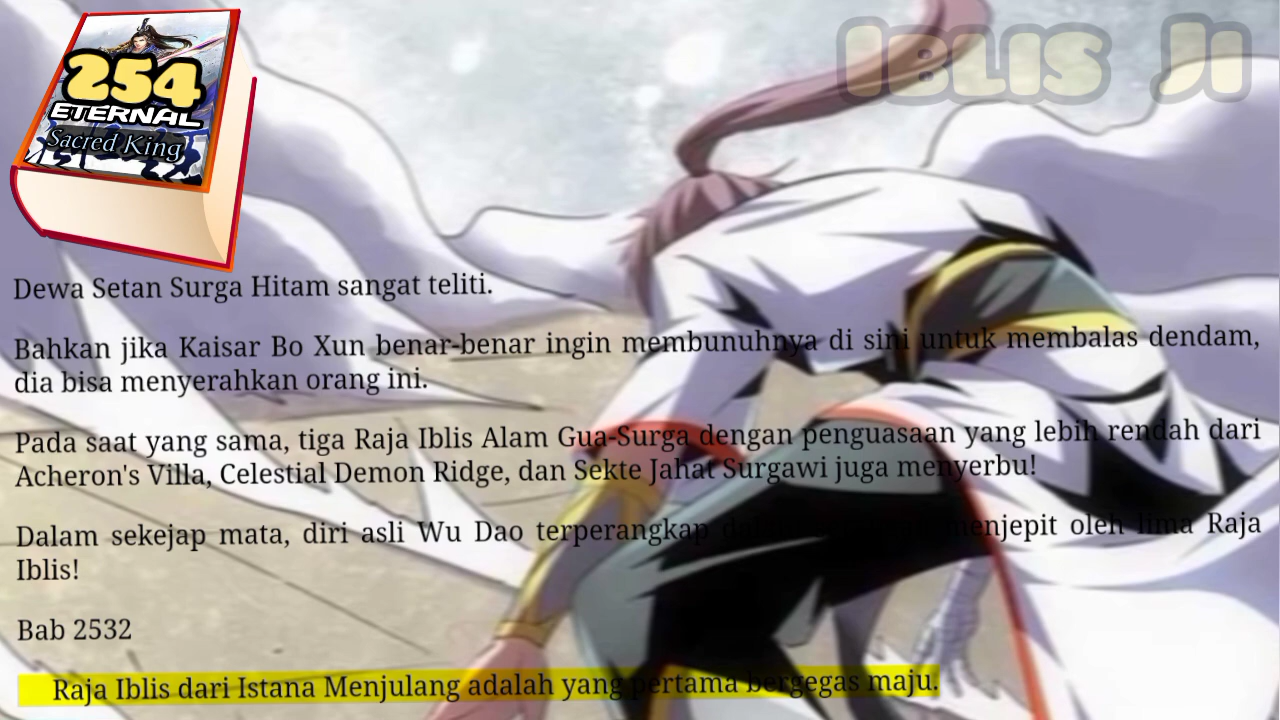 Iblis Ji
254
ETERNAL
Sacred King
Dewa Setan Surga Hitam sangat teliti.
Bahkan jika Kaisar Bo Xun benar-benar ingin membunuhnya di sini untuk membalas dendam,
dia bisa menyerahkan orang ini.
Pada saat yang sama, tiga Raja Iblis Alam Gua-Surga dengan penguasaan yang lebih rendah dari
Acheron's Villa, Celestial Demon Ridge, dan Sekte Jahat Surgawi juga menyerbu!
Dalam sekejap mata, diri asli Wu Dao terperangkap menjepit oleh lima Raja
Iblis!
Bab 2532
Raja Iblis dari Istana Menjulang adalah yang pertama bergegas maju.